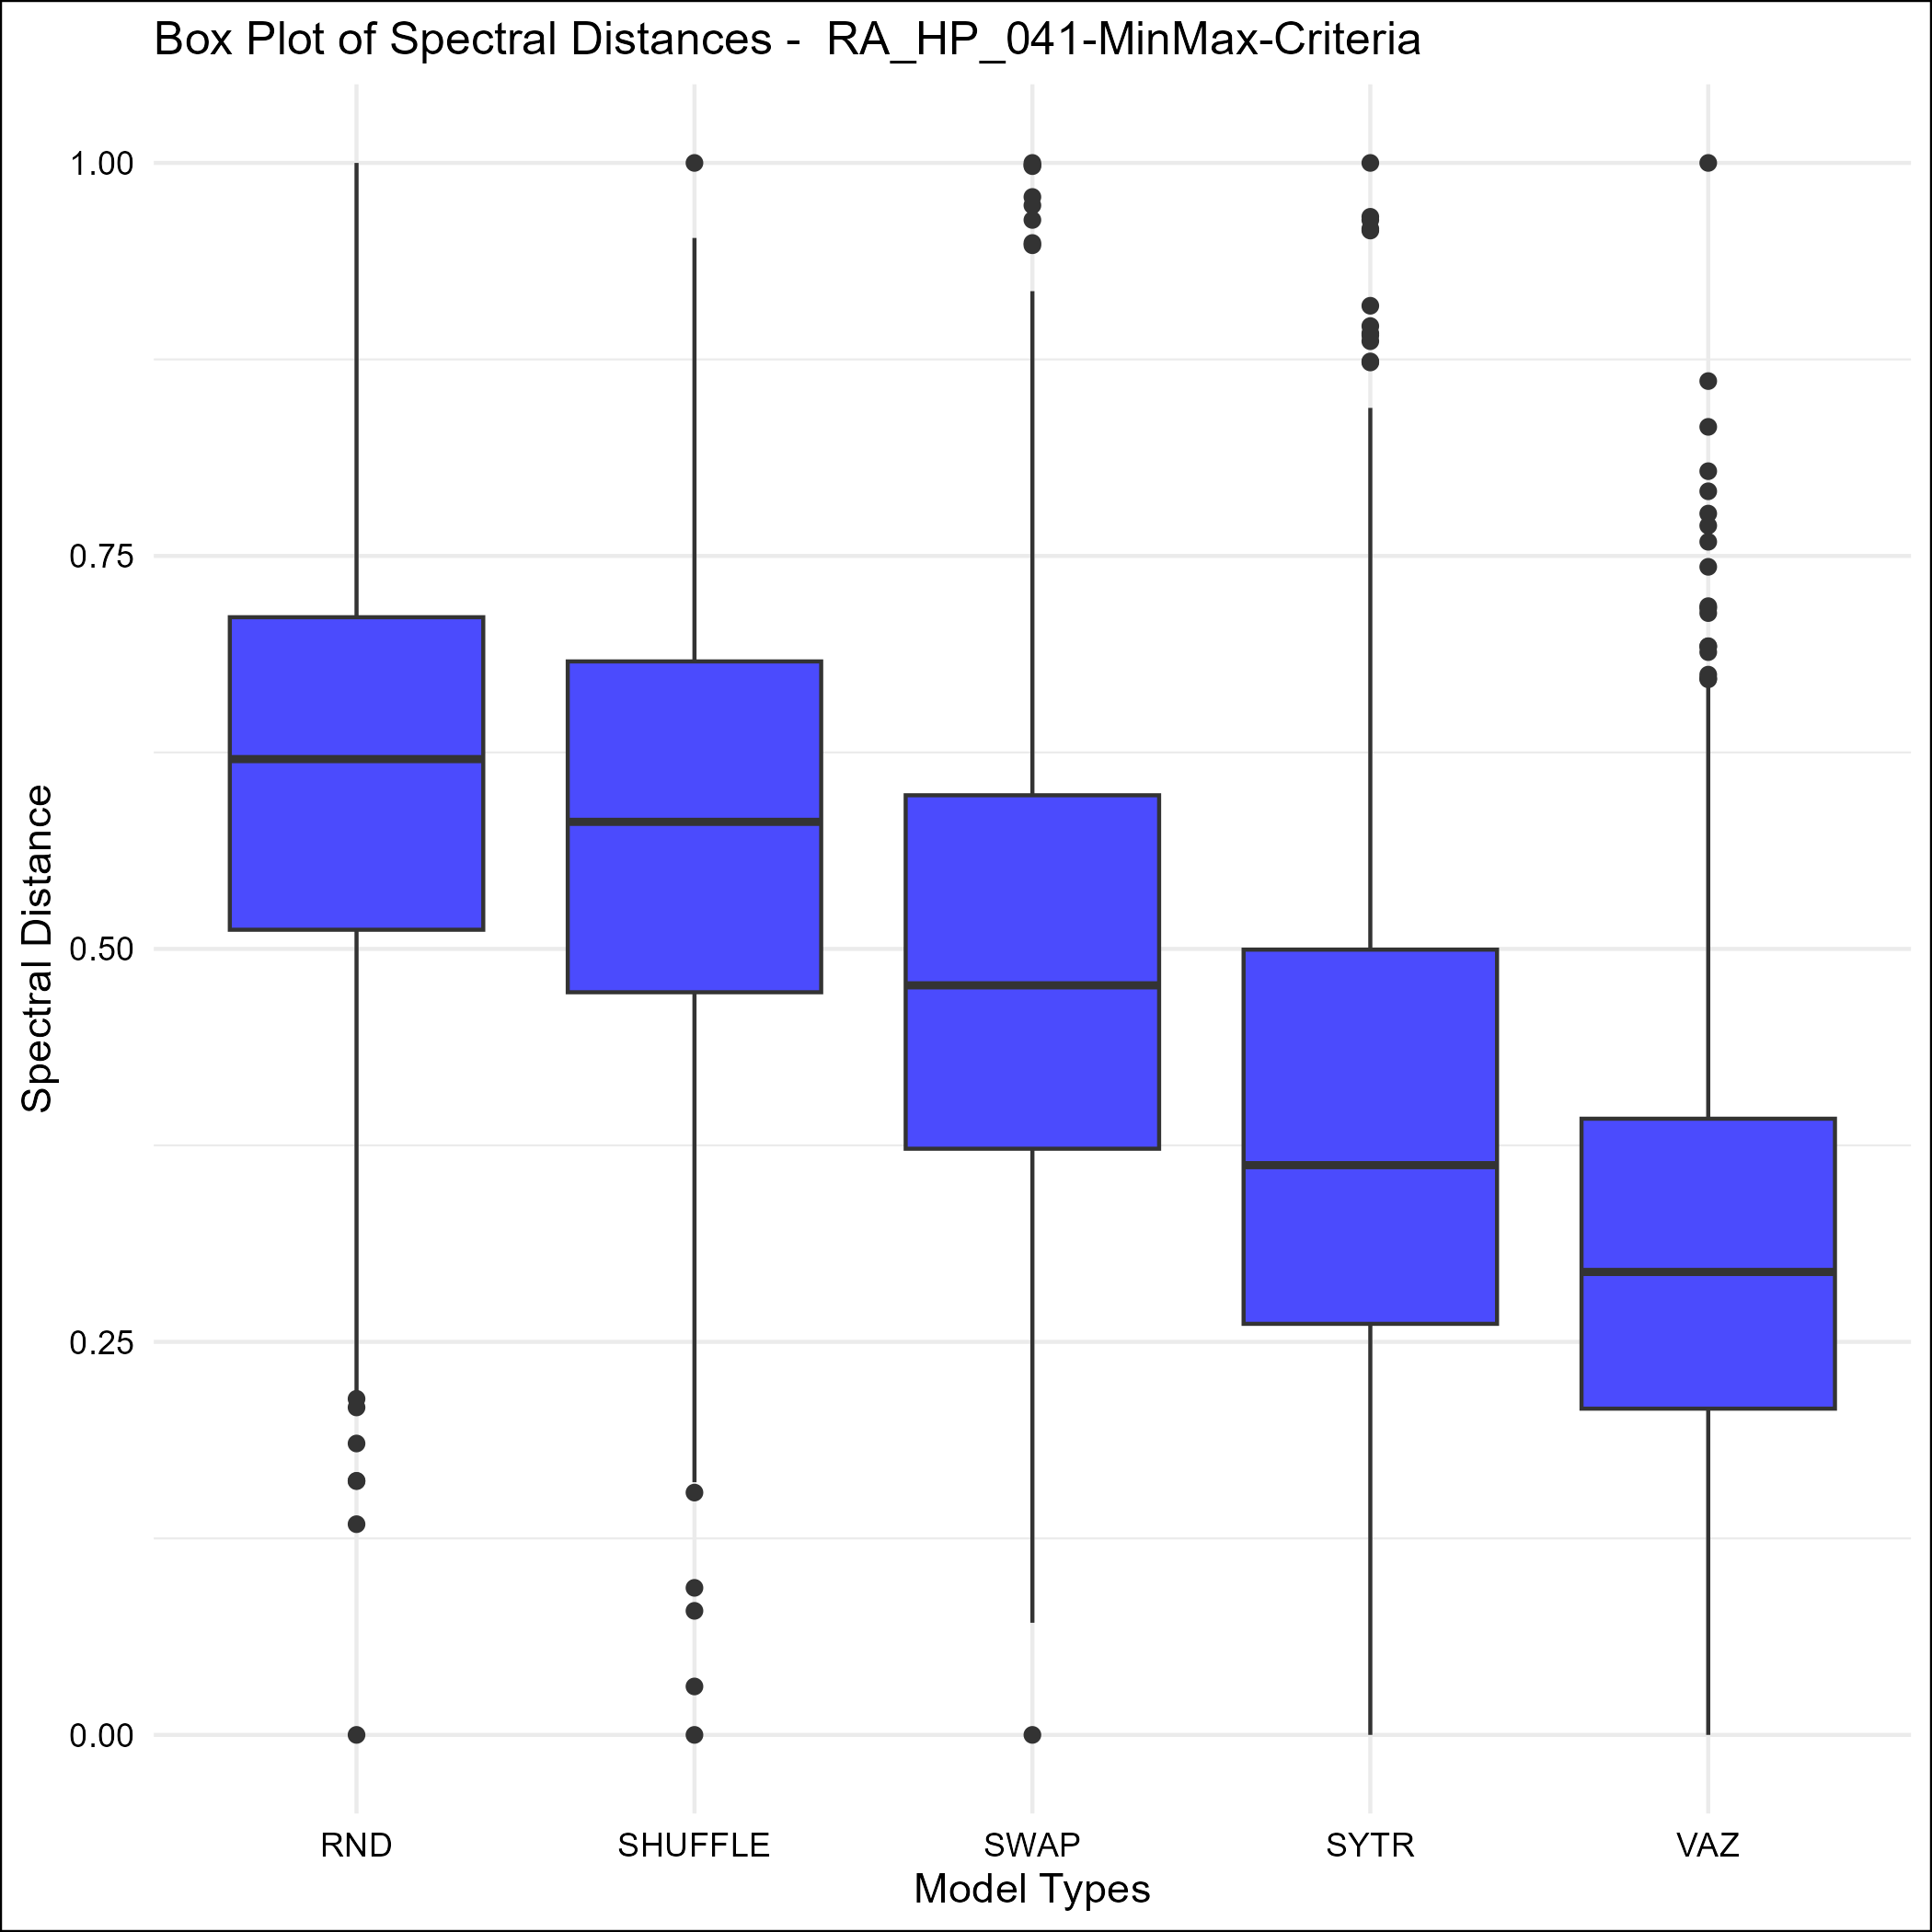 Box Plot of Spectral Distances -  RA_HP_041-MinMax-Criteria
1.00
0.75
0.50
0.25
0.00
Spectral Distance
RND SHUFFLE SWAP SYTR VAZ
Model Types